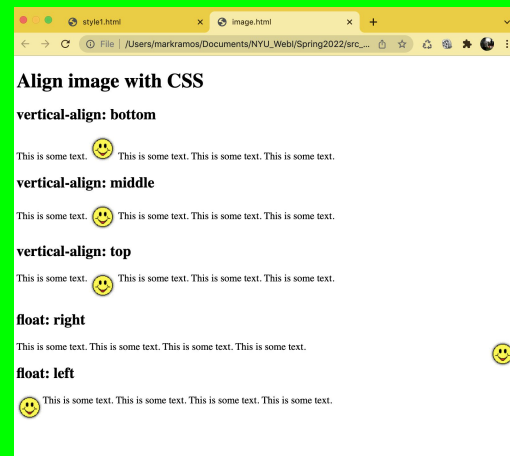 style1.html
image.html
File | /Users/markramos/Documents/NYU_WebI/Spring2022/src_...
Align image with CSS
vertical-align: bottom
This is some text. This is some text. This is some text. This is some text.
vertical-align: middle
This is some text. This is some text. This is some text. This is some text.
vertical-align: top
This is some text. This is some text. This is some text. This is some text.
float: right
This is some text. This is some text. This is some text. This is some text.
float: left
This is some text. This is some text. This is some text. This is some text.